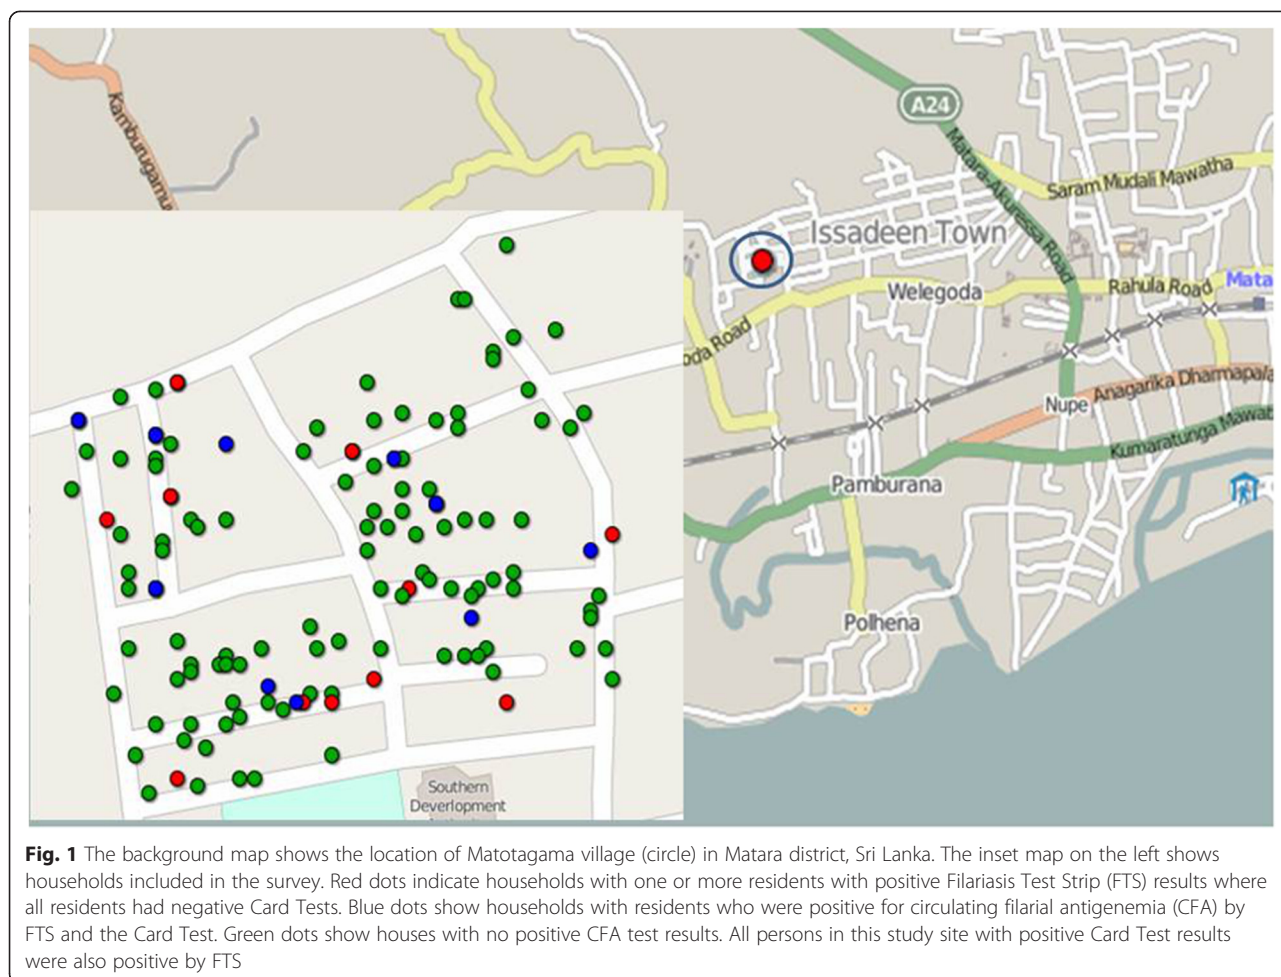 Kamburugamu
A24
Matara-Akuressa Road
Saram Mudali Mawatha
Issadeen Town
Welegoda
Rahula Road
Mata
oda Road
Anagarika Dharmapala
Nupe
Kumaratunga Mawat
Pamburana
Polhena
Southern
Deverlopment
Fig. 1 The background map shows the location of Matotagama village (circle) in Matara district, Sri Lanka. The inset map on the left shows
households included in the survey. Red dots indicate households with one or more residents with positive Filariasis Test Strip (FTS) results where
all residents had negative Card Tests. Blue dots show households with residents who were positive for circulating filarial antigenemia (CFA) by
FTS and the Card Test. Green dots show houses with no positive CFA test results. All persons in this study site with positive Card Test results
were also positive by FTS